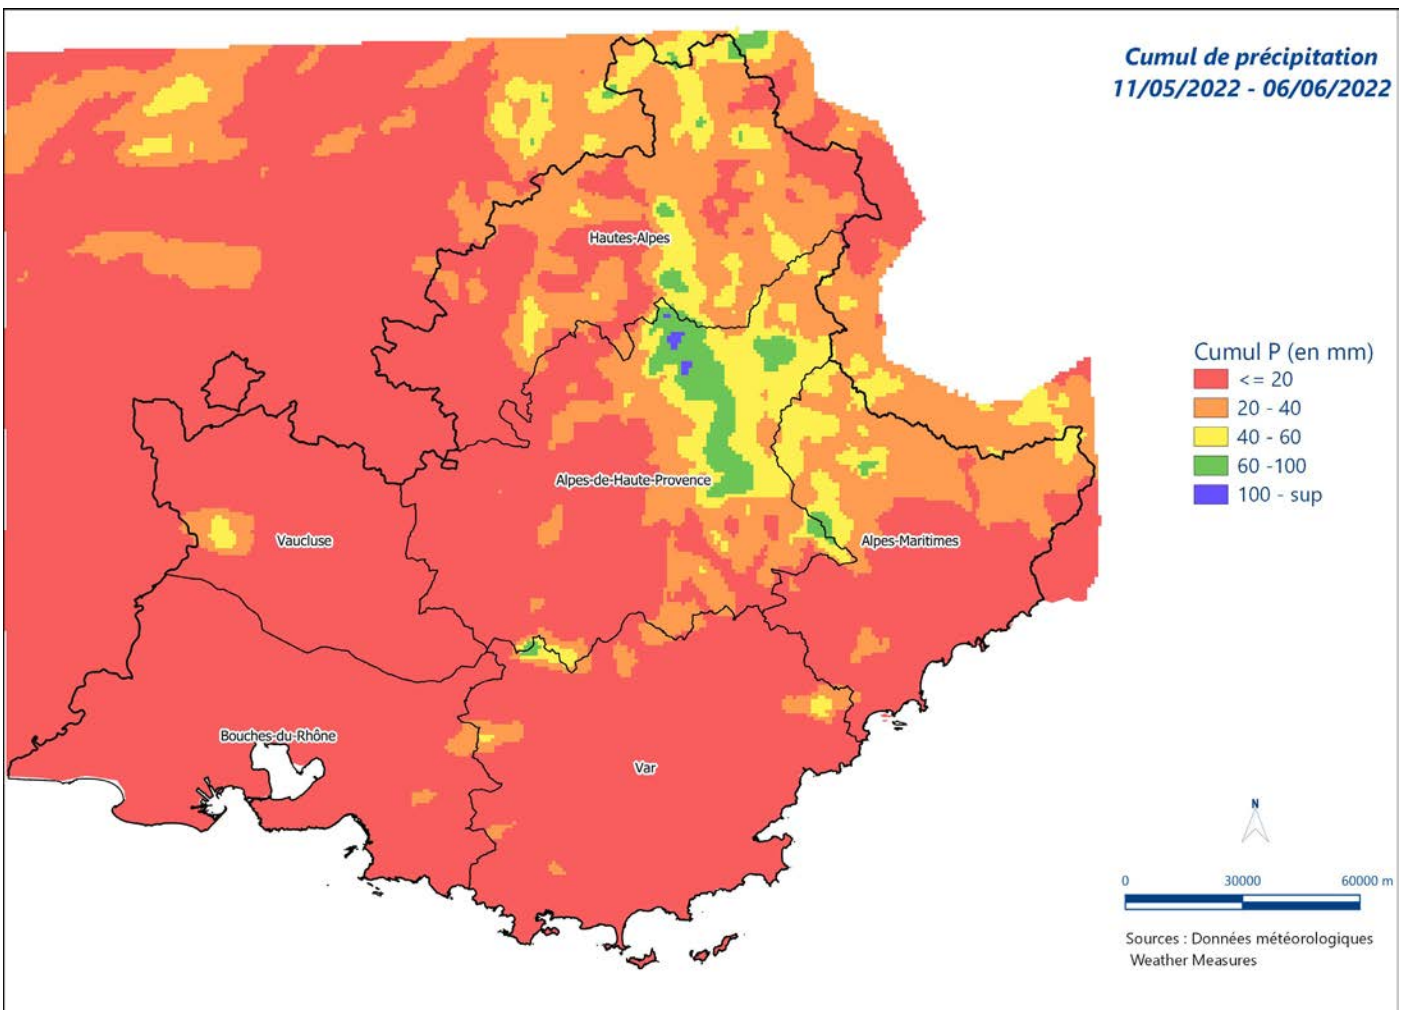 Cumul de précipitation
11/05/2022 - 06/06/2022
Hautes-Alpes
Cumul P (en mm)
<= 20
20 - 40
40 - 60
60 -100
100 - sup
Alpes-de-Haute-Provence
Vaucluse
Alpes-Maritimes
Bouches-du-Rhône
Var
N
0 30000 60000 m
Sources : Données météorologiques
Weather Measures